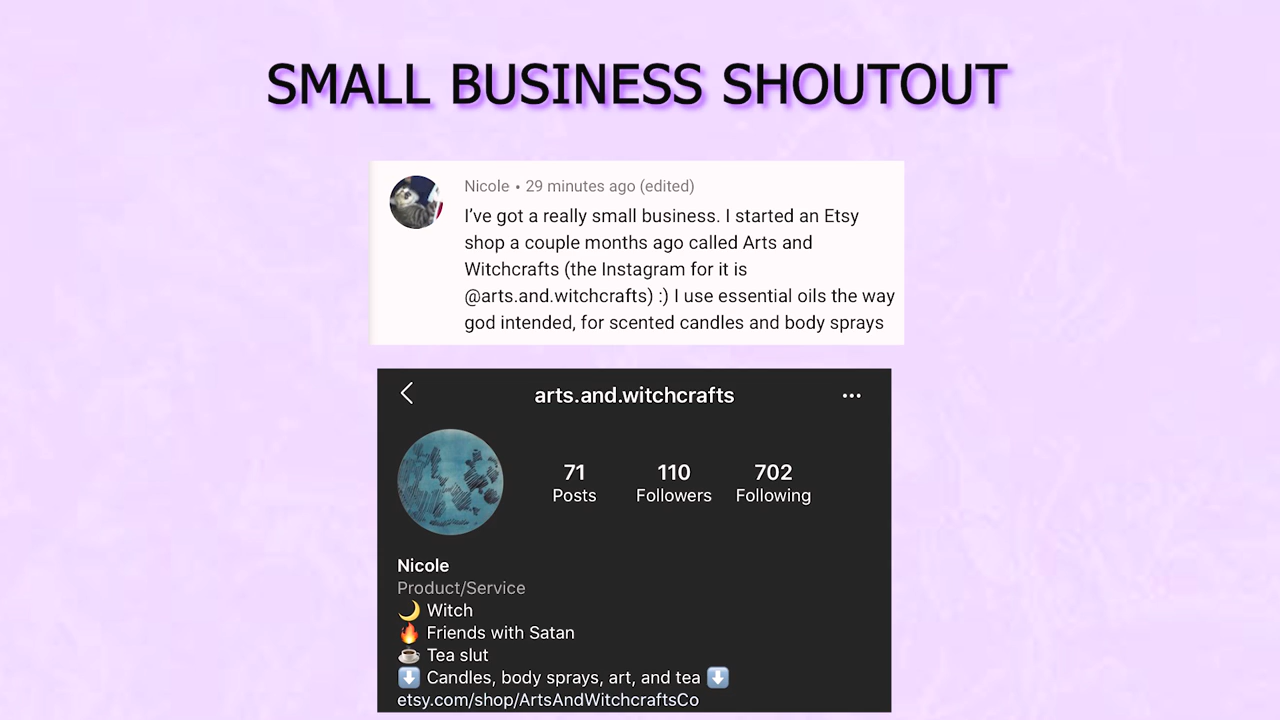 SMALL BUSINESS SHOUTOUT
Nicole • 29 minutes ago (edited)
I’ve got a really small business. I started an Etsy
shop a couple months ago called Arts and
Witchcrafts (the Instagram for it is
@arts.and.witchcrafts) :) I use essential oils the way
god intended, for scented candles and body sprays
arts.and.witchcrafts
71 110 702
Posts Followers Following
Nicole
Product/Service
🌙 Witch
🔥 Friends with Satan
☕ Tea slut
⬇️ Candles, body sprays, art, and tea ⬇️
etsy.com/shop/ArtsAndWitchcraftsCo